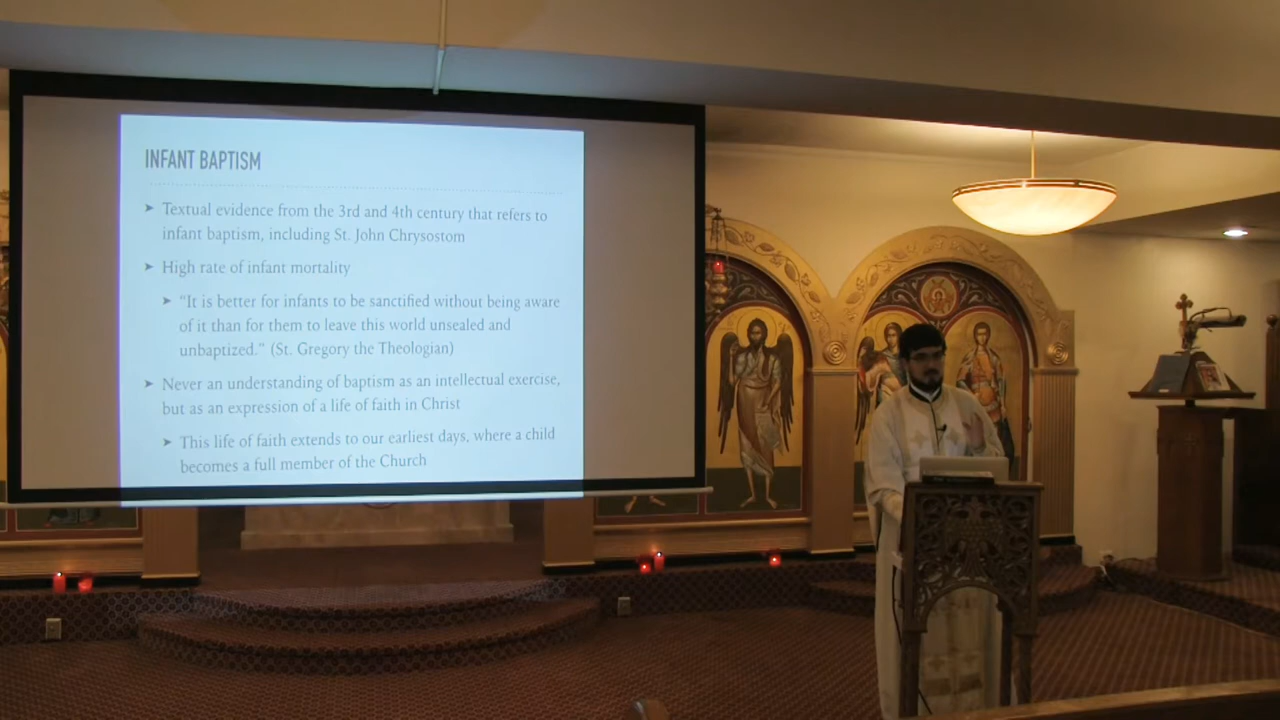 INFANT BAPTISM
➤ Textual evidence from the 3rd and 4th century that refers to
infant baptism, including St. John Chrysostom
➤ High rate of infant mortality
➤ "It is better for infants to be sanctified without being aware
of it than for them to leave this world unsealed and
unbaptized." (St. Gregory the Theologian)
➤ Never an understanding of baptism as an intellectual exercise,
but as an expression of a life of faith in Christ
➤ This life of faith extends to our earliest days, where a child
becomes a full member of the Church